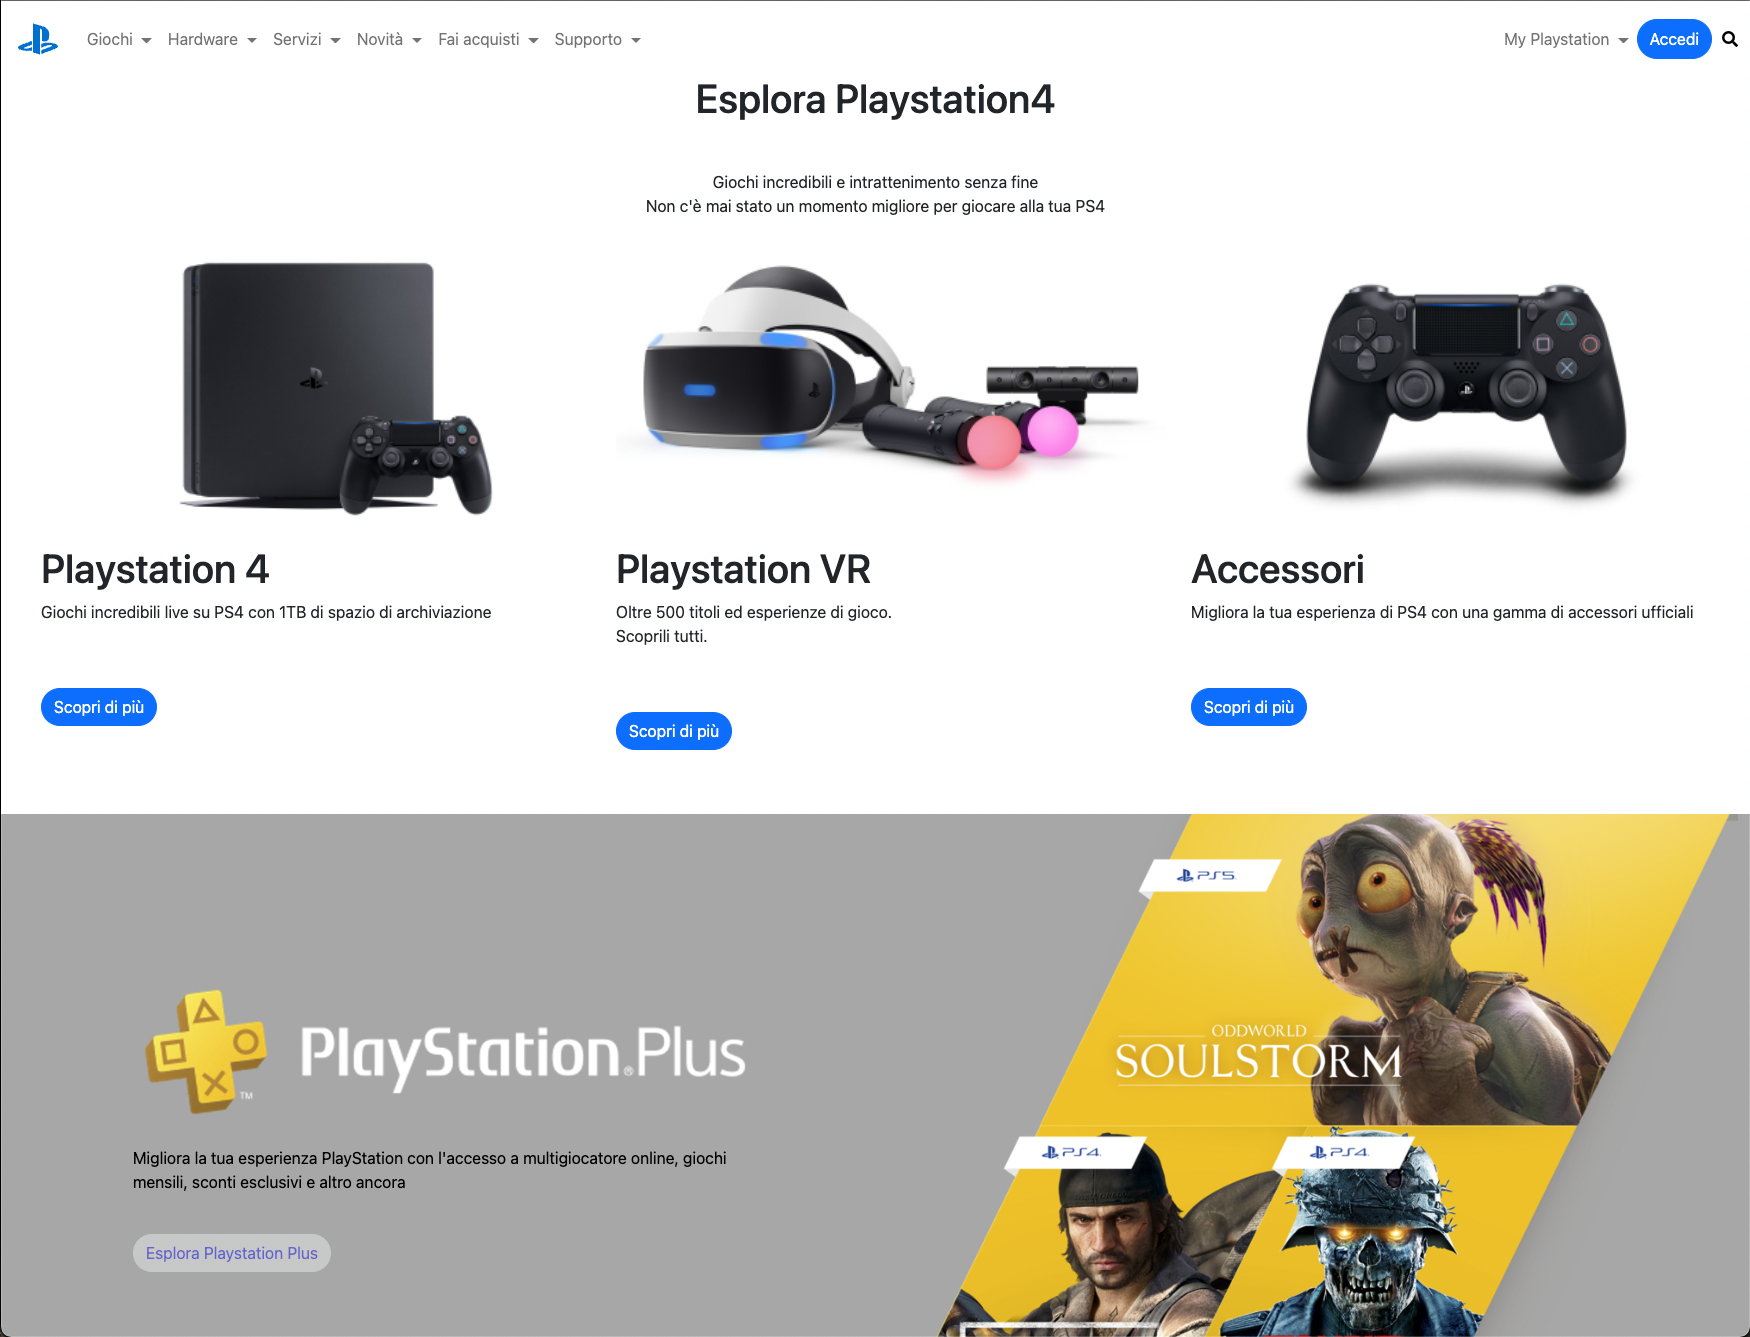 Giochi
Hardware
Servizi
Novità
Fai acquisti
Supporto
My Playstation
Accedi
Esplora Playstation4
Giochi incredibili e intrattenimento senza fine
Non c'è mai stato un momento migliore per giocare alla tua PS4
Playstation 4
Giochi incredibili live su PS4 con 1TB di spazio di archiviazione
Scopri di più
Playstation VR
Oltre 500 titoli ed esperienze di gioco.
Scoprili tutti.
Scopri di più
Accessori
Migliora la tua esperienza di PS4 con una gamma di accessori ufficiali
Scopri di più
PlayStation®Plus
TM
Migliora la tua esperienza PlayStation con l'accesso a multigiocatore online, giochi
mensili, sconti esclusivi e altro ancora
Esplora Playstation Plus
PS5
ODDWORLD
SOULSTORM
PS4
PS4